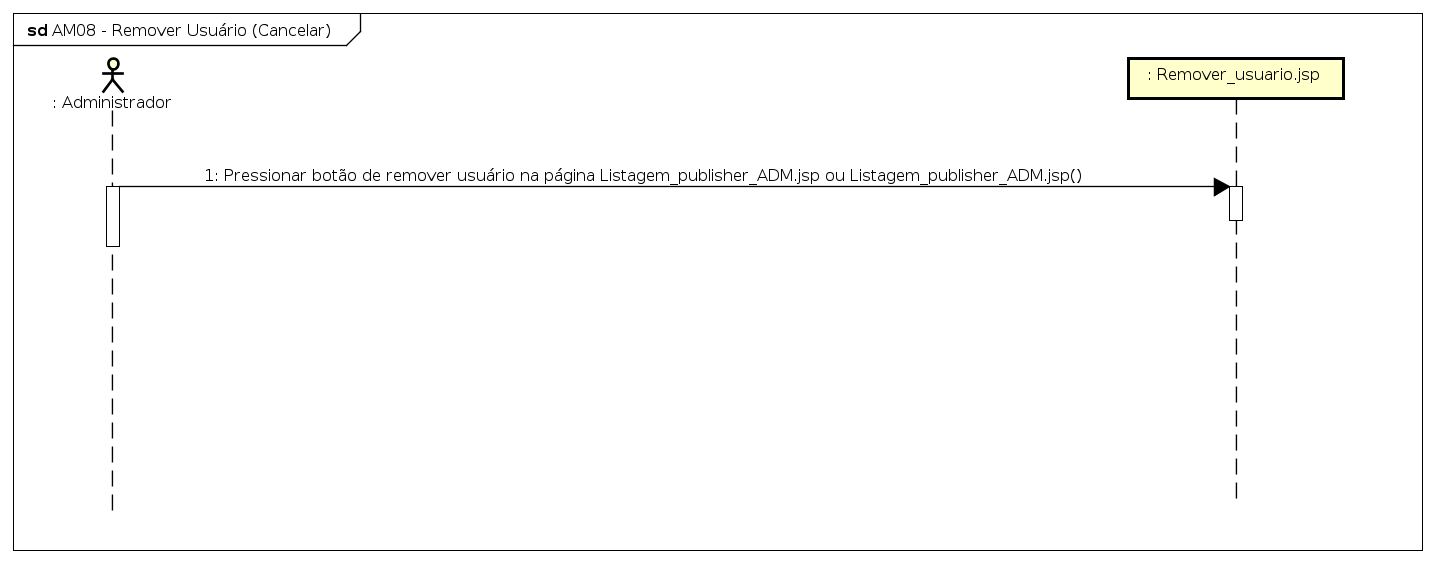 sd AM08 - Remover Usuário (Cancelar)
: Administrador
: Remover_usuario.jsp
1: Pressionar botão de remover usuário na página Listagem_publisher_ADM.jsp ou Listagem_publisher_ADM.jsp()